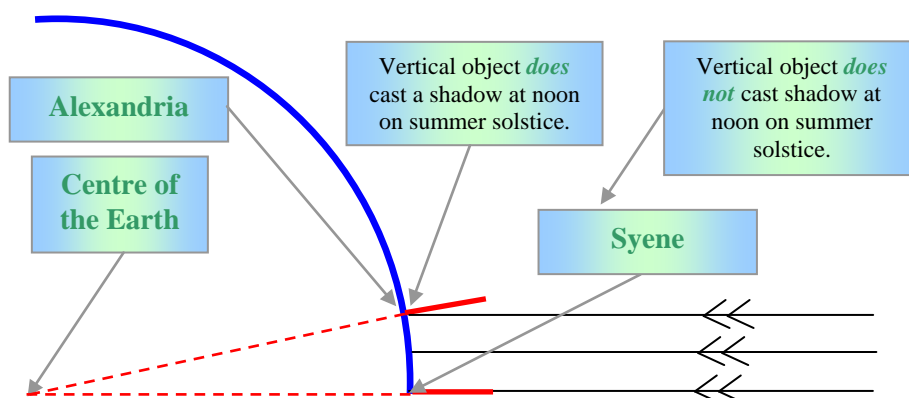 Alexandria
Centre of
the Earth
Vertical object does
cast a shadow at noon
on summer solstice.
Vertical object does
not cast shadow at
noon on summer
solstice.
Syene